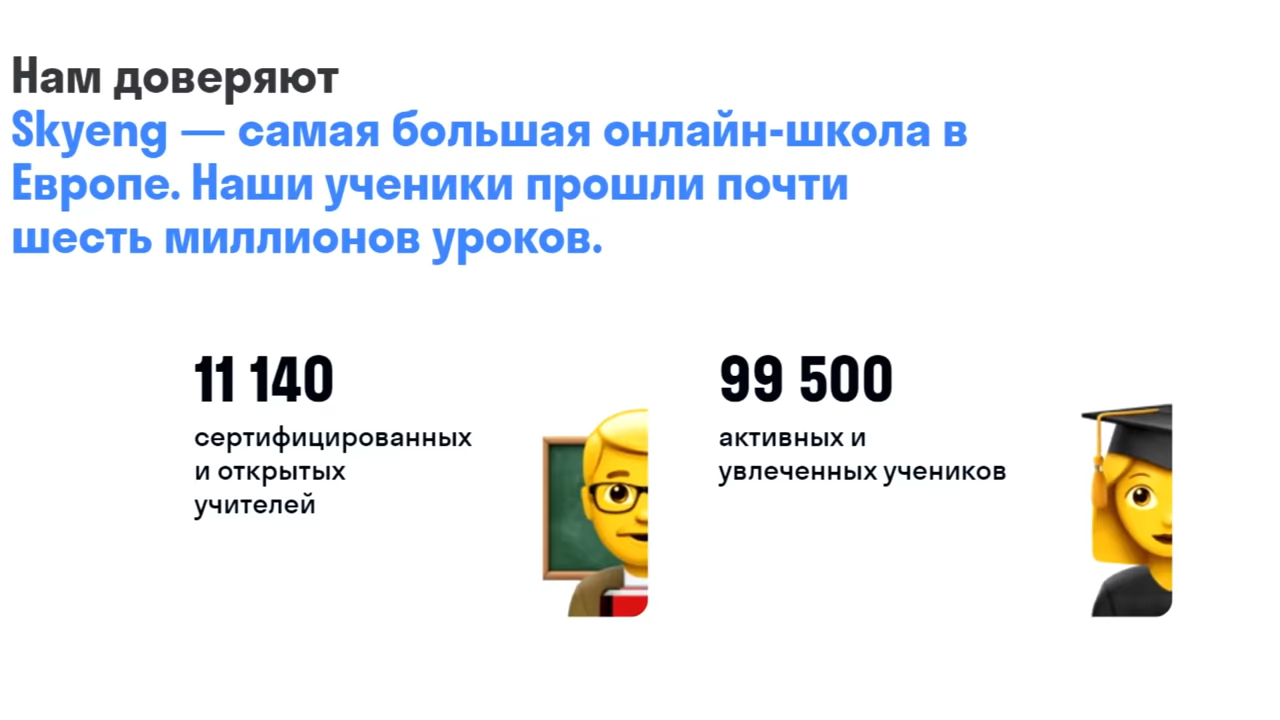 Нам доверяют
Skyeng — самая большая онлайн-школа в
Европе. Наши ученики прошли почти
шесть миллионов уроков.
11 140
сертифицированных
и открытых
учителей
99 500
активных и
увлеченных учеников